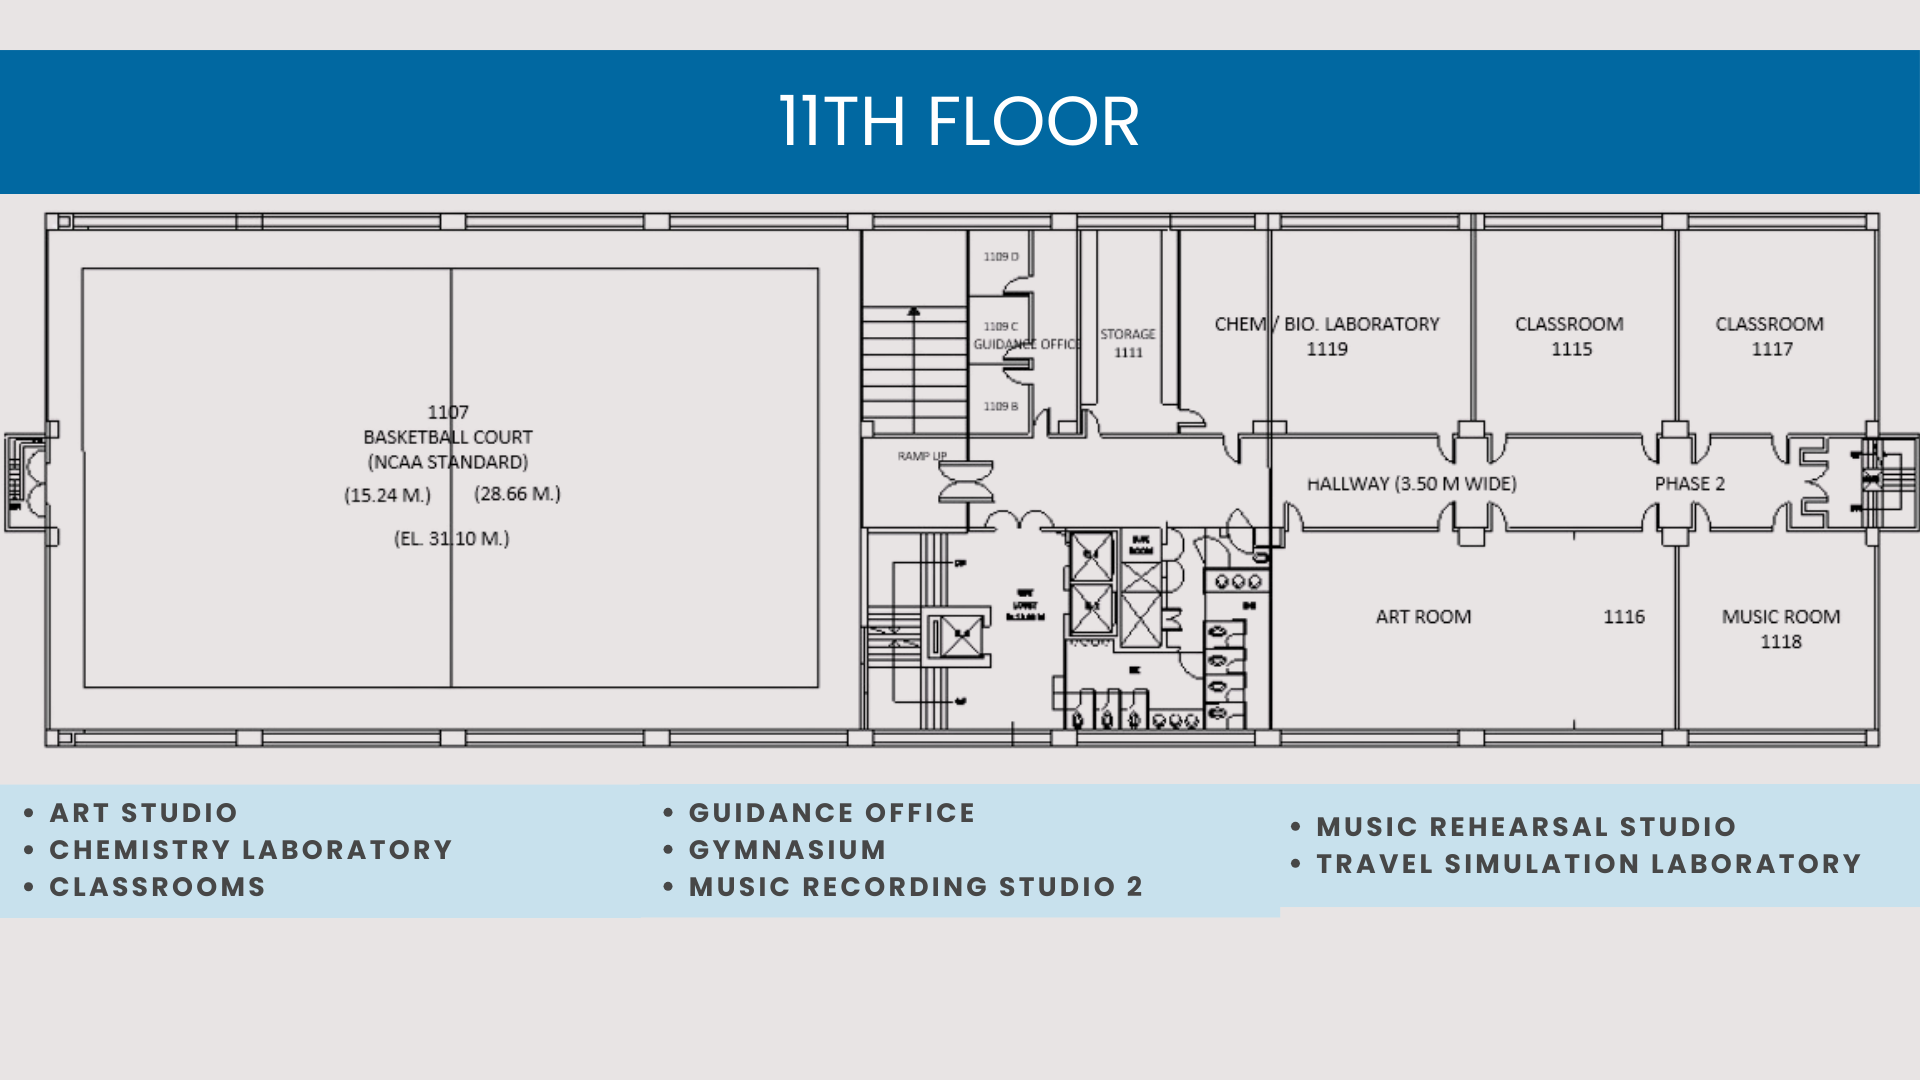 11TH FLOOR
1109 D
1109 C
GUIDANCE OFFICE
1109 B
STORAGE
1111
CHEM / BIO. LABORATORY
1119
CLASSROOM
1115
CLASSROOM
1117
1107
BASKETBALL COURT
(NCAA STANDARD)
(15.24 M.) (28.66 M.)
(EL. 31.10 M.)
RAMP UP
HALLWAY (3.50 M WIDE)
PHASE 2
ART ROOM 1116
MUSIC ROOM
1118
• ART STUDIO
• CHEMISTRY LABORATORY
• CLASSROOMS
• GUIDANCE OFFICE
• GYMNASIUM
• MUSIC RECORDING STUDIO 2
• MUSIC REHEARSAL STUDIO
• TRAVEL SIMULATION LABORATORY